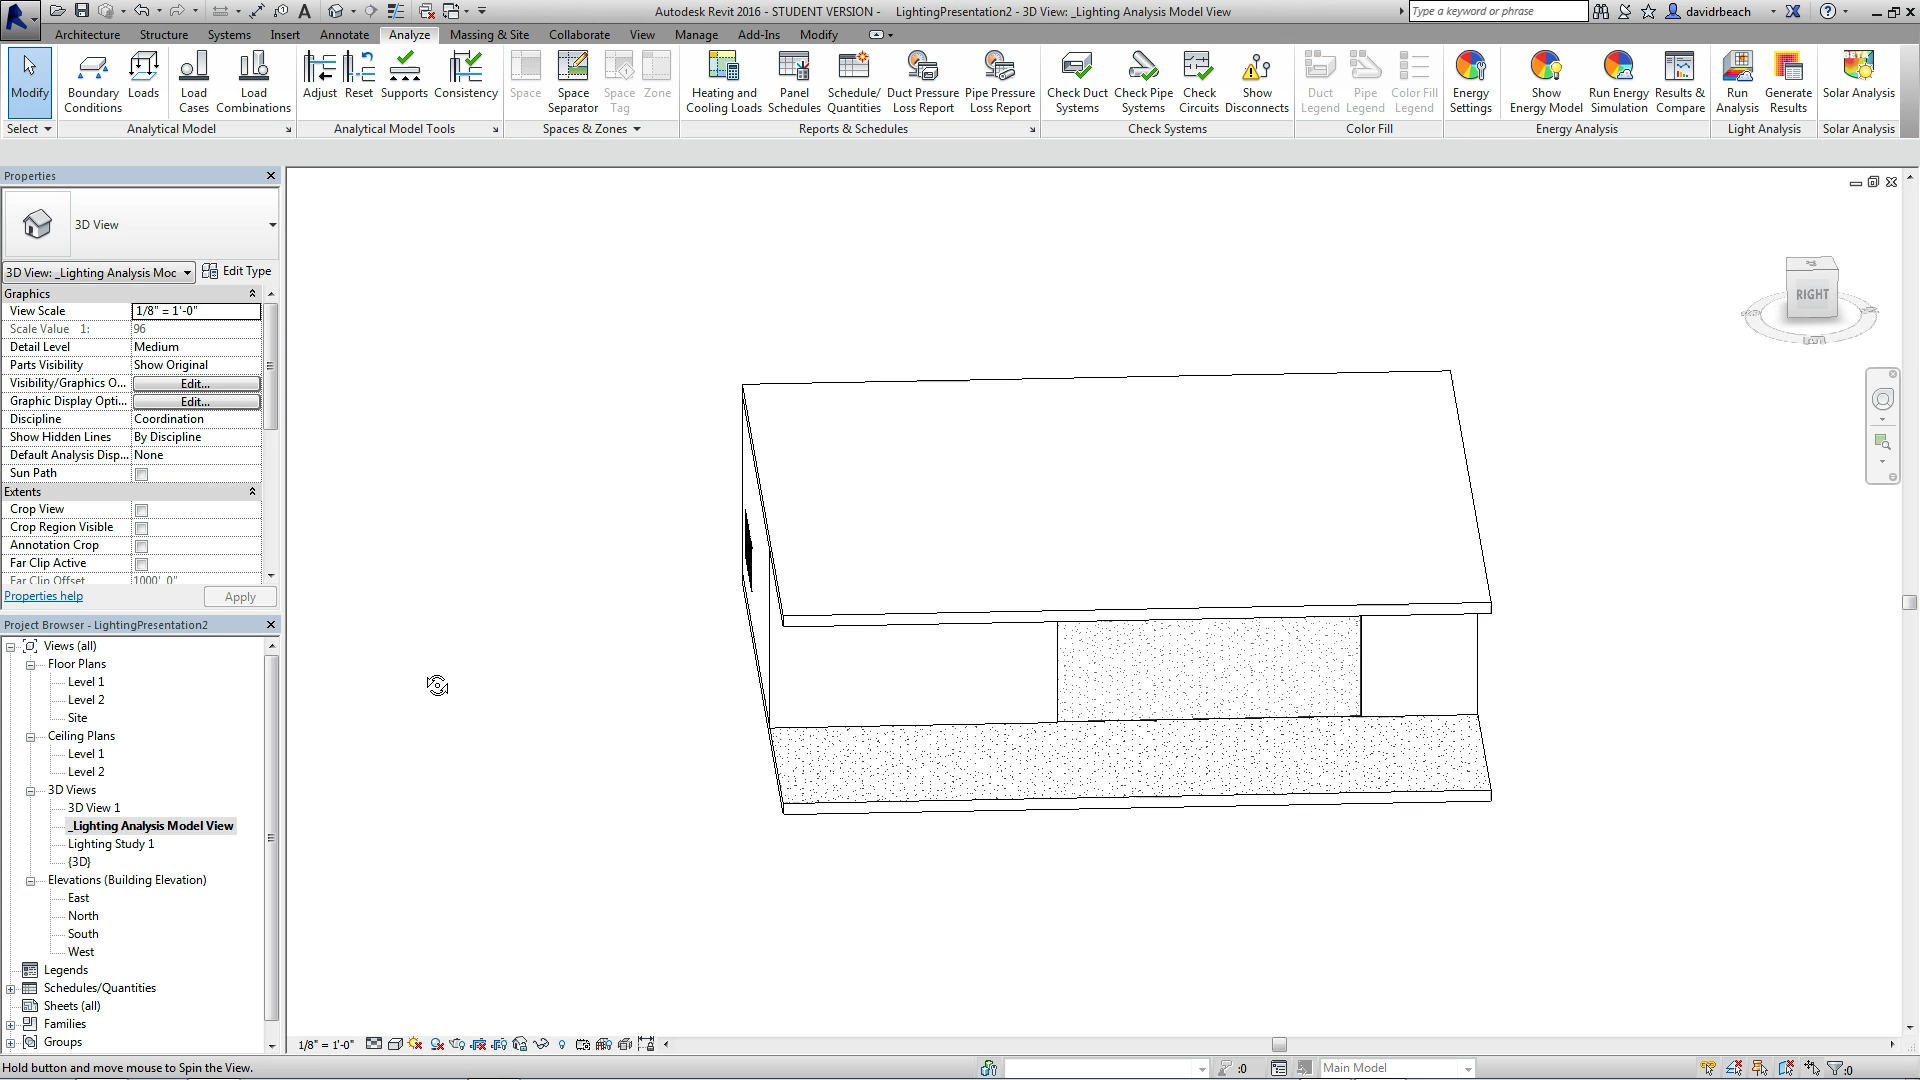 Autodesk Revit 2016 - STUDENT VERSION - LightingPresentation2 - 3D View: _Lighting Analysis Model View
Type a keyword or phrase
davidrbeach
Architecture Structure Systems Insert Annotate Analyze Massing & Site Collaborate View Manage Add-Ins Modify
Modify
Boundary Conditions
Loads
Load Cases
Load Combinations
Adjust
Reset
Supports
Consistency
Space
Space Separator
Space Tag
Zone
Heating and Cooling Loads
Panel Schedules
Schedule/ Quantities
Duct Pressure Loss Report
Pipe Pressure Loss Report
Check Duct Systems
Check Pipe Systems
Check Circuits
Show Disconnects
Duct Legend
Pipe Legend
Color Fill Legend
Energy Settings
Show Energy Model
Run Energy Simulation
Results & Compare
Run Analysis
Generate Results
Solar Analysis
Select
Analytical Model
Analytical Model Tools
Spaces & Zones
Reports & Schedules
Check Systems
Color Fill
Energy Analysis
Light Analysis
Solar Analysis
Properties
3D View
3D View: _Lighting Analysis Moc
Edit Type
Graphics
View Scale 1/8" = 1'-0"
Scale Value 1: 96
Detail Level Medium
Parts Visibility Show Original
Visibility/Graphics O... Edit...
Graphic Display Opti... Edit...
Discipline Coordination
Show Hidden Lines By Discipline
Default Analysis Disp... None
Sun Path
Extents
Crop View
Crop Region Visible
Annotation Crop
Far Clip Active
Far Clip Offset 1000' 0"
Properties help
Apply
Project Browser - LightingPresentation2
Views (all)
Floor Plans
Level 1
Level 2
Site
Ceiling Plans
Level 1
Level 2
3D Views
3D View 1
_Lighting Analysis Model View
Lighting Study 1
{3D}
Elevations (Building Elevation)
East
North
South
West
Legends
Schedules/Quantities
Sheets (all)
Families
Groups
RIGHT
1/8" = 1'-0"
Hold button and move mouse to Spin the View.
:0
Main Model
:0